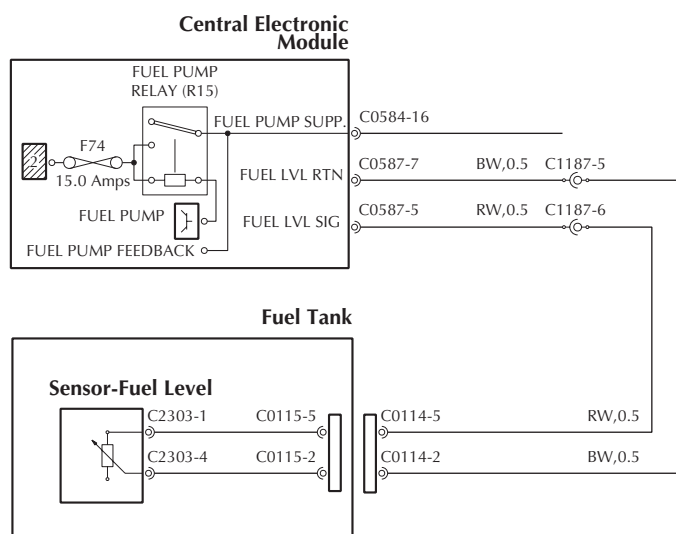 Central Electronic
Module
FUEL PUMP
RELAY (R15)
FUEL PUMP SUPP.
C0584-16
F74
2
15.0 Amps
FUEL LVL RTN
C0587-7
BW,0.5
C1187-5
FUEL PUMP
FUEL LVL SIG
C0587-5
RW,0.5
C1187-6
FUEL PUMP FEEDBACK
Fuel Tank
Sensor-Fuel Level
C2303-1
C0115-5
C0114-5
RW,0.5
C2303-4
C0115-2
C0114-2
BW,0.5